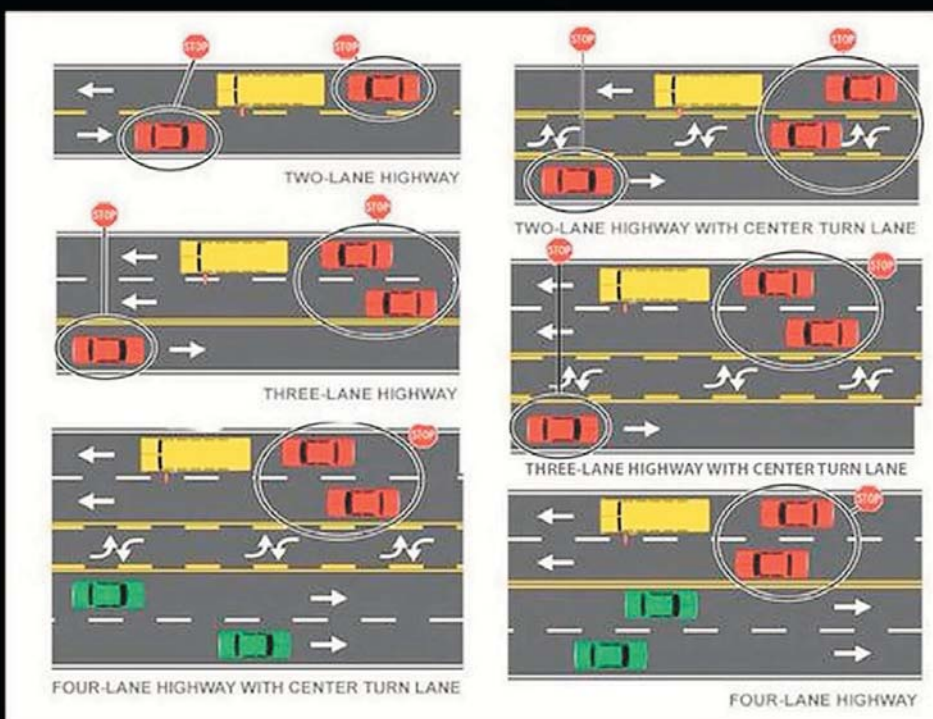 STOP
STOP
TWO-LANE HIGHWAY
STOP
STOP
TWO-LANE HIGHWAY WITH CENTER TURN LANE
STOP
STOP
THREE-LANE HIGHWAY
STOP
STOP
THREE-LANE HIGHWAY WITH CENTER TURN LANE
STOP
FOUR-LANE HIGHWAY WITH CENTER TURN LANE
STOP
FOUR-LANE HIGHWAY